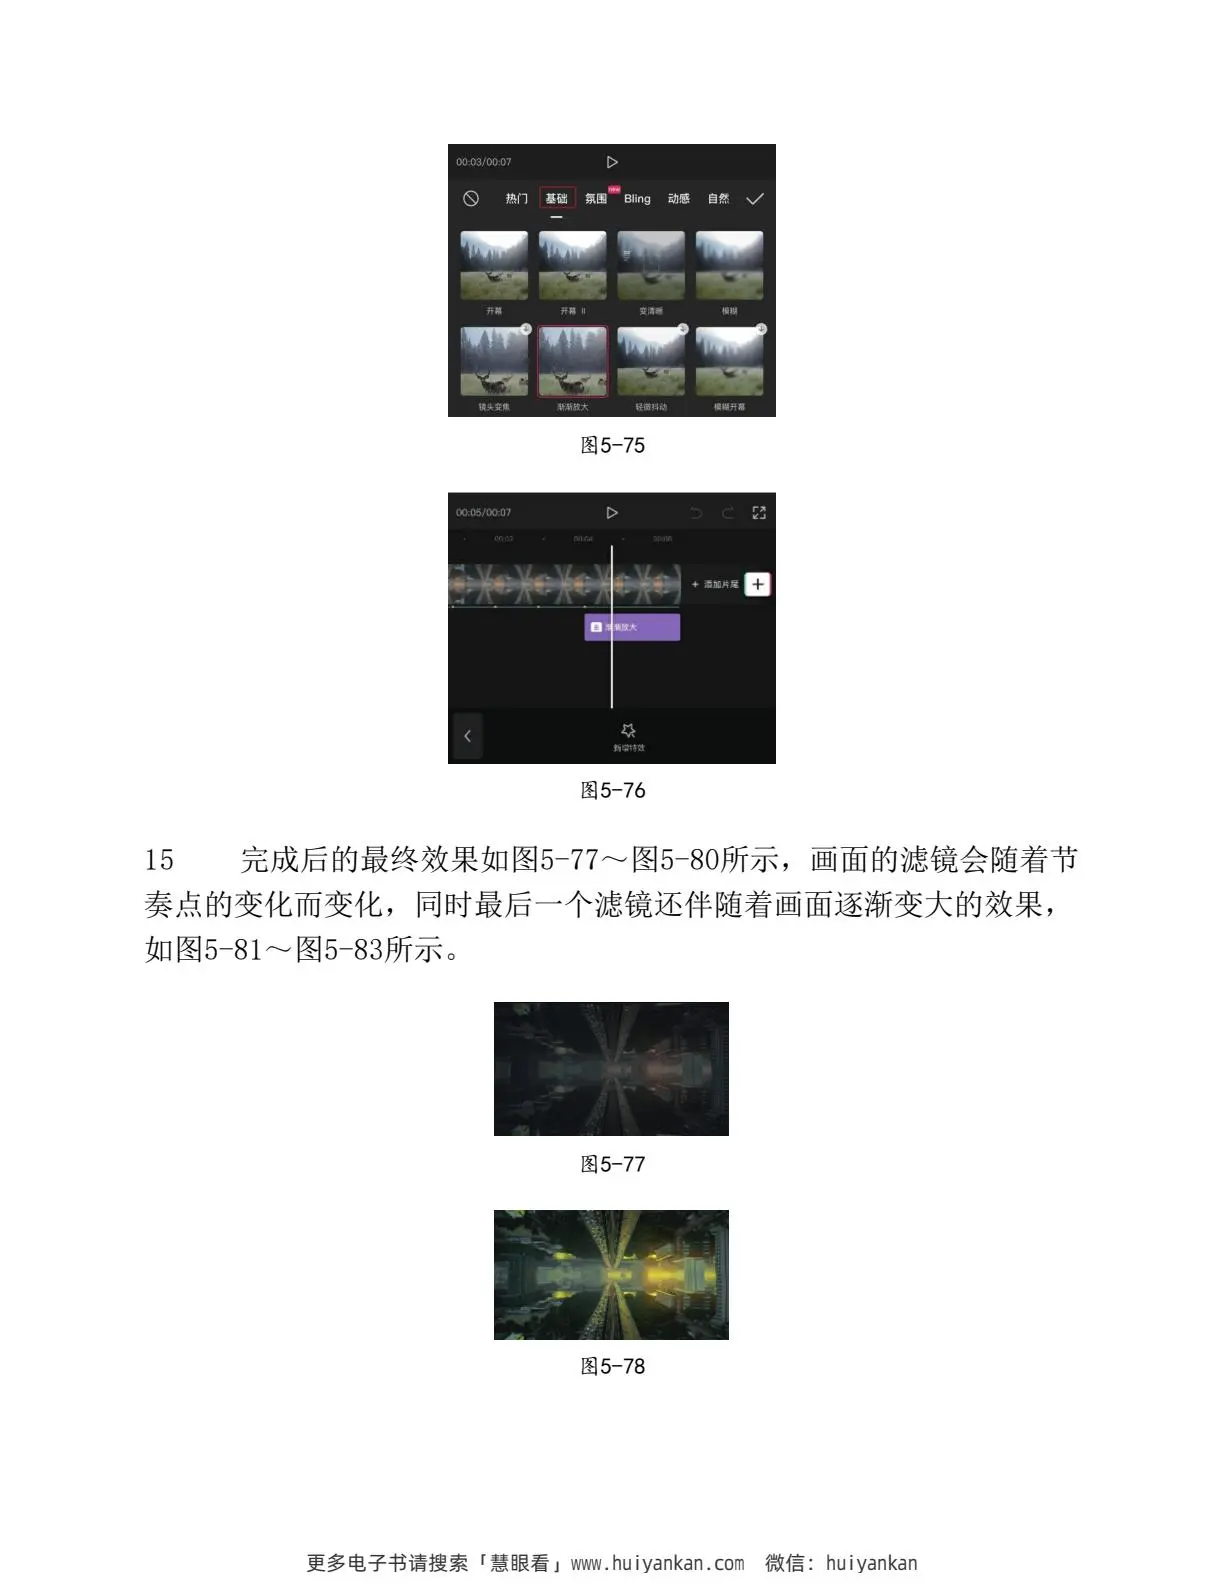 00:03/00:07
热门 基础 氛围 new Bling 动感 自然
开幕 开幕 II 变清晰 模糊
镜头变焦 渐渐放大 轻微抖动 模糊开幕
图5-75
00:05/00:07
00:02 00:04 00:06
+ 添加片尾 +
渐渐放大
新增特效
图5-76
15 完成后的最终效果如图5-77～图5-80所示，画面的滤镜会随着节
奏点的变化而变化，同时最后一个滤镜还伴随着画面逐渐变大的效果，
如图5-81～图5-83所示。
图5-77
图5-78
更多电子书请搜索「慧眼看」www.huiyankan.com 微信：huiyankan